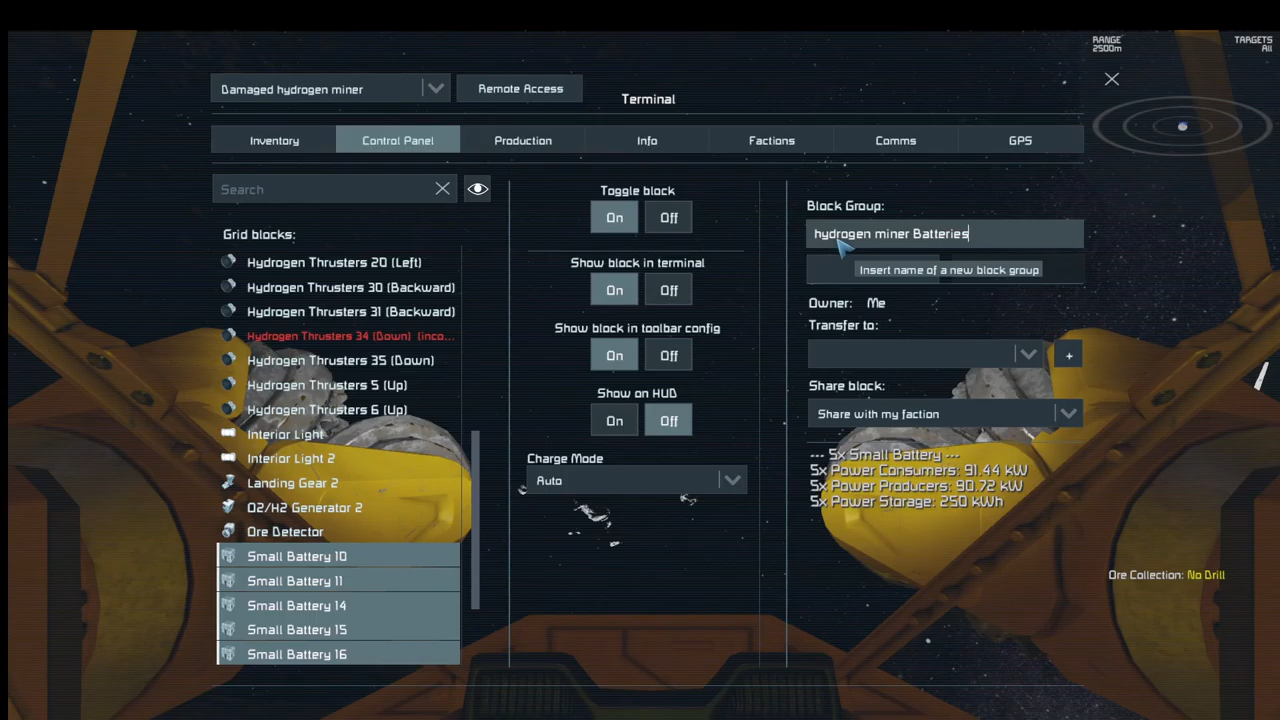 RANGE
2500m
TARGETS
All
Damaged hydrogen miner
Remote Access
Terminal
Inventory
Control Panel
Production
Info
Factions
Comms
GPS
Search
Grid blocks:
Hydrogen Thrusters 20 (Left)
Hydrogen Thrusters 30 (Backward)
Hydrogen Thrusters 31 (Backward)
Hydrogen Thrusters 34 (Down) (inco...
Hydrogen Thrusters 35 (Down)
Hydrogen Thrusters 5 (Up)
Hydrogen Thrusters 6 (Up)
Interior Light
Interior Light 2
Landing Gear 2
O2/H2 Generator 2
Ore Detector
Small Battery 10
Small Battery 11
Small Battery 14
Small Battery 15
Small Battery 16
Toggle block
On Off
Show block in terminal
On Off
Show block in toolbar config
On Off
Show on HUD
On Off
Charge Mode
Auto
Block Group:
hydrogen miner Batteries
Insert name of a new block group
Owner: Me
Transfer to:
+
Share block:
Share with my faction
--- 5x Small Battery ---
5x Power Consumers: 91.44 kW
5x Power Producers: 90.72 kW
5x Power Storage: 250 kWh
Ore Collection: No Drill